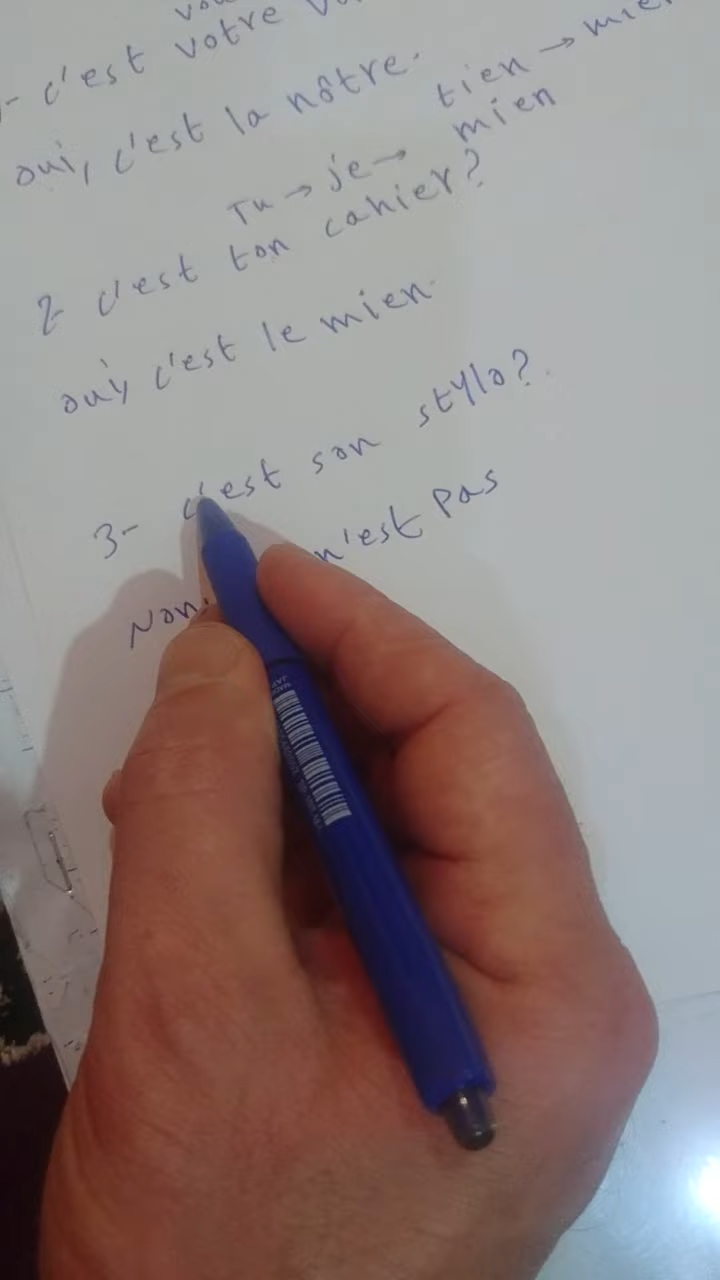 c'est votre
oui, c'est la nôtre.
tien →
Tu → je → mien
2- c'est ton cahier?
oui, c'est le mien.
3- c'est son stylo?
Non, n'est pas